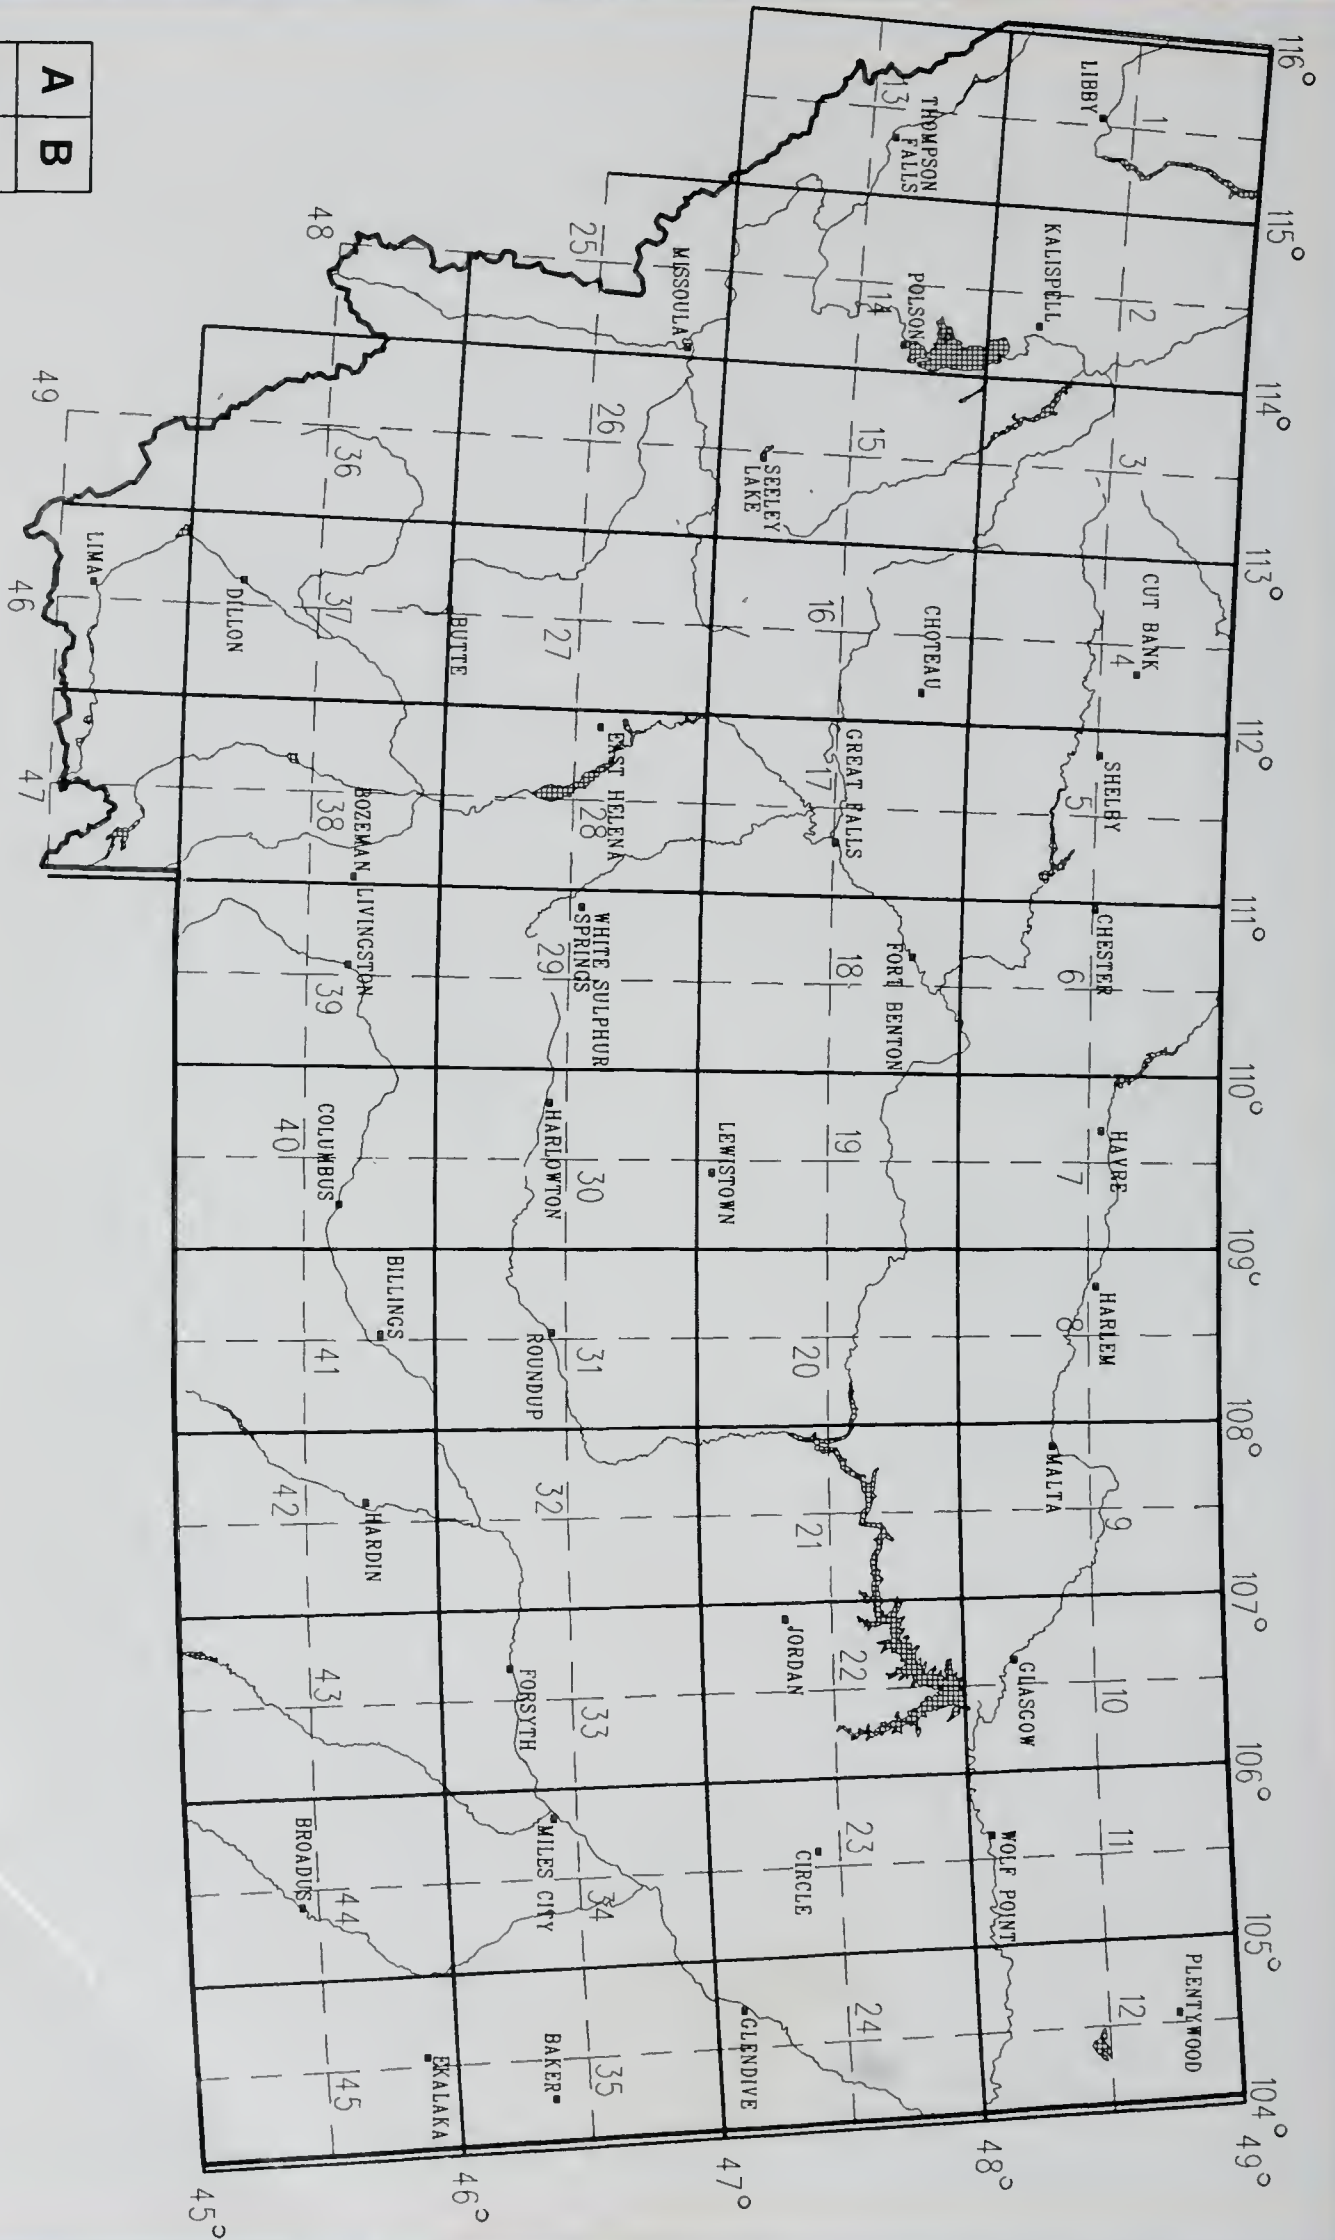 116°
115°
114°
113°
112°
111°
110°
109°
108°
107°
106°
105°
104°
49°
48°
47°
46°
45°
LIBBY
1
KALISPELL
2
3
CUT BANK
4
SHELBY
5
CHESTER
6
HAVRE
7
HARLEM
8
MALTA
9
GLASGOW
10
WOLF POINT
11
PLENTYWOOD
12
THOMPSON
FALLS
13
POLSON
14
SEELEY
LAKE
15
CHOTEAU
16
GREAT FALLS
17
FORT BENTON
18
LEWISTOWN
19
20
21
JORDAN
22
CIRCLE
23
GLENDIVE
24
MISSOULA
25
26
27
EAST HELENA
28
WHITE SULPHUR
SPRINGS
29
HARLOWTON
30
ROUNDUP
31
32
FORSYTH
33
MILES CITY
34
BAKER
35
BUTTE
36
DILLON
37
BOZEMAN
38
LIVINGSTON
39
COLUMBUS
40
BILLINGS
41
HARDIN
42
43
BROADUS
44
EKALAKA
45
48
49
LIMA
46
47
A B